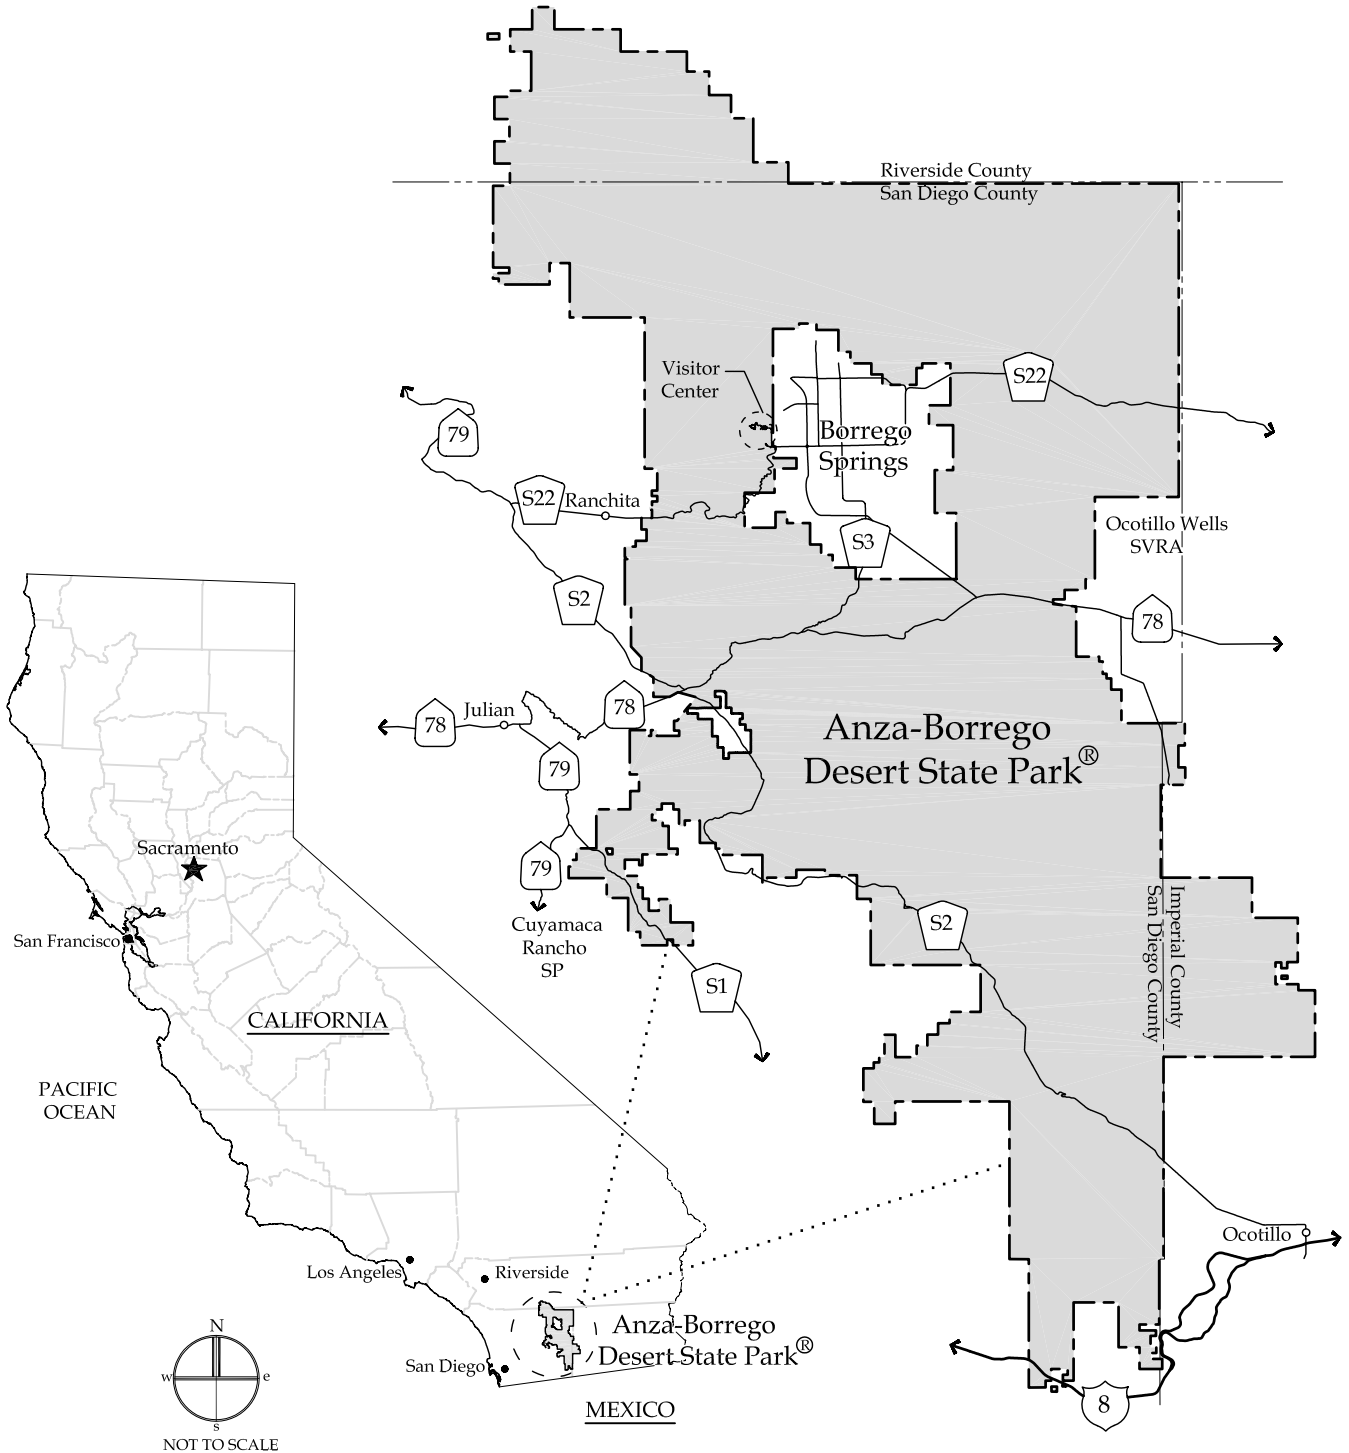 Riverside County
San Diego County
Visitor
Center
S22
79
Borrego
Springs
S22
Ranchita
Ocotillo Wells
SVRA
S3
S2
78
Julian
78
78
Anza-Borrego
Desert State Park®
79
Sacramento
79
Cuyamaca
Rancho
SP
S2
Imperial County
San Diego County
San Francisco
S1
CALIFORNIA
PACIFIC
OCEAN
Ocotillo
Los Angeles
Riverside
Anza-Borrego
Desert State Park®
San Diego
MEXICO
8
N
w
e
s
NOT TO SCALE